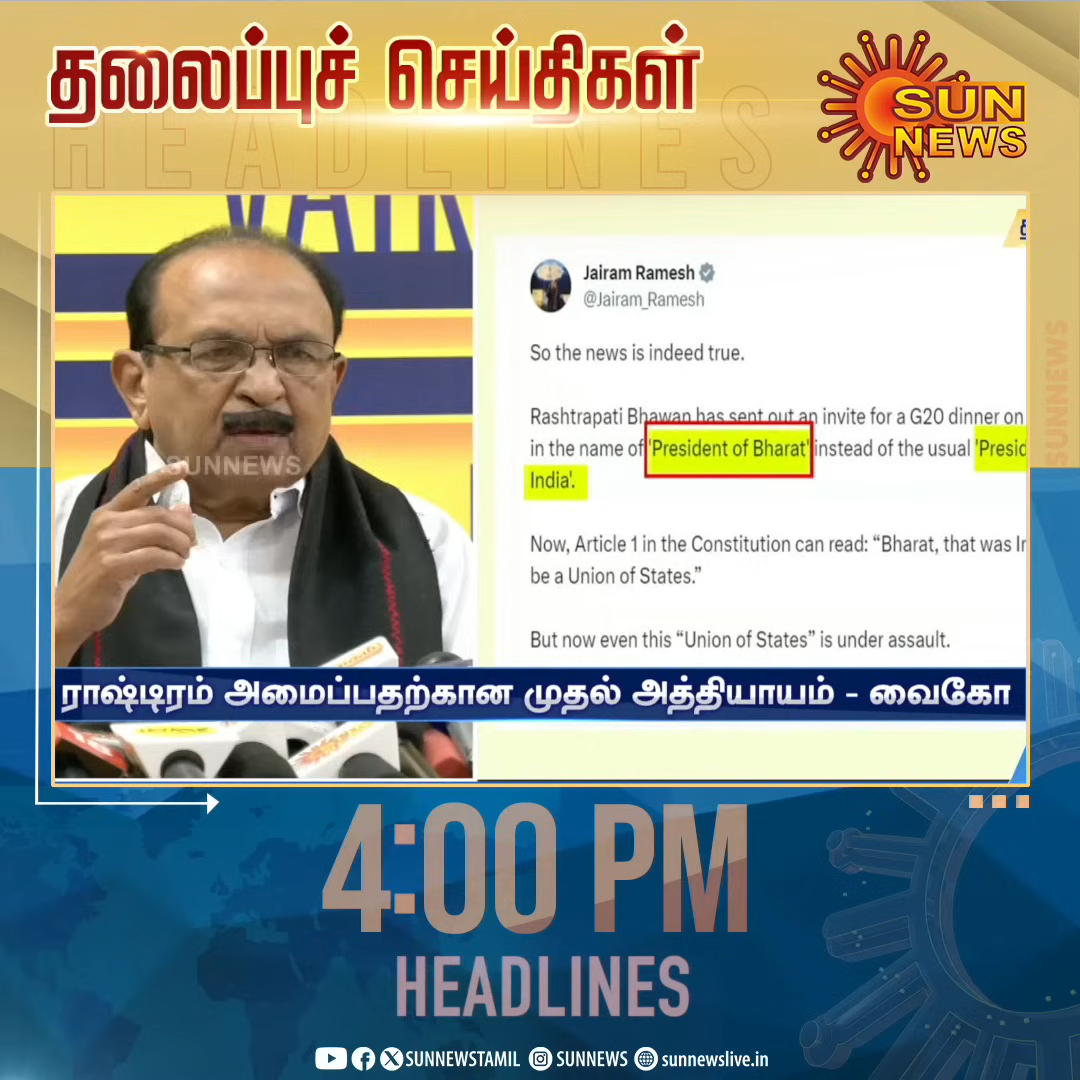 தலைப்புச் செய்திகள்
HEADLINES
SUN
NEWS
SUNNEWS
Jairam Ramesh
@Jairam_Ramesh
So the news is indeed true.
Rashtrapati Bhawan has sent out an invite for a G20 dinner on
in the name of 'President of Bharat' instead of the usual 'Presid
India'.
Now, Article 1 in the Constitution can read: “Bharat, that was In
be a Union of States.”
But now even this “Union of States” is under assault.
SUNNEWS
ராஷ்டிரம் அமைப்பதற்கான முதல் அத்தியாயம் - வைகோ
4:00 PM
HEADLINES
SUNNEWSTAMIL SUNNEWS sunnewslive.in